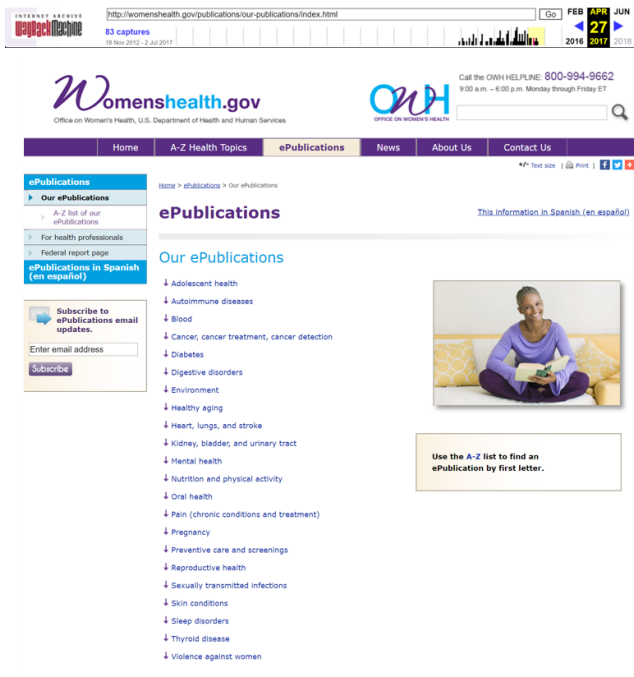 INTERNET ARCHIVE
WayBackMachine
http://womenshealth.gov/publications/our-publications/index.html
Go
FEB APR JUN
83 captures
27
16 Nov 2012 - 2 Jul 2017
2016 2017 2018
Womenshealth.gov
Office on Women's Health, U.S. Department of Health and Human Services
OWH
OFFICE ON WOMEN'S HEALTH
Call the OWH HELPLINE: 800-994-9662
9:00 a.m. – 6:00 p.m. Monday through Friday ET
Home A-Z Health Topics ePublications News About Us Contact Us
+/- Text size | Print |
ePublications
Our ePublications
A-Z list of our
ePublications
For health professionals
Federal report page
ePublications in Spanish
(en español)
Subscribe to
ePublications email
updates.
Enter email address
Subscribe
Home > ePublications > Our ePublications
ePublications
This information in Spanish (en español)
Our ePublications
Adolescent health
Autoimmune diseases
Blood
Cancer, cancer treatment, cancer detection
Diabetes
Digestive disorders
Environment
Healthy aging
Heart, lungs, and stroke
Kidney, bladder, and urinary tract
Mental health
Nutrition and physical activity
Oral health
Pain (chronic conditions and treatment)
Pregnancy
Preventive care and screenings
Reproductive health
Sexually transmitted infections
Skin conditions
Sleep disorders
Thyroid disease
Violence against women
Use the A-Z list to find an
ePublication by first letter.